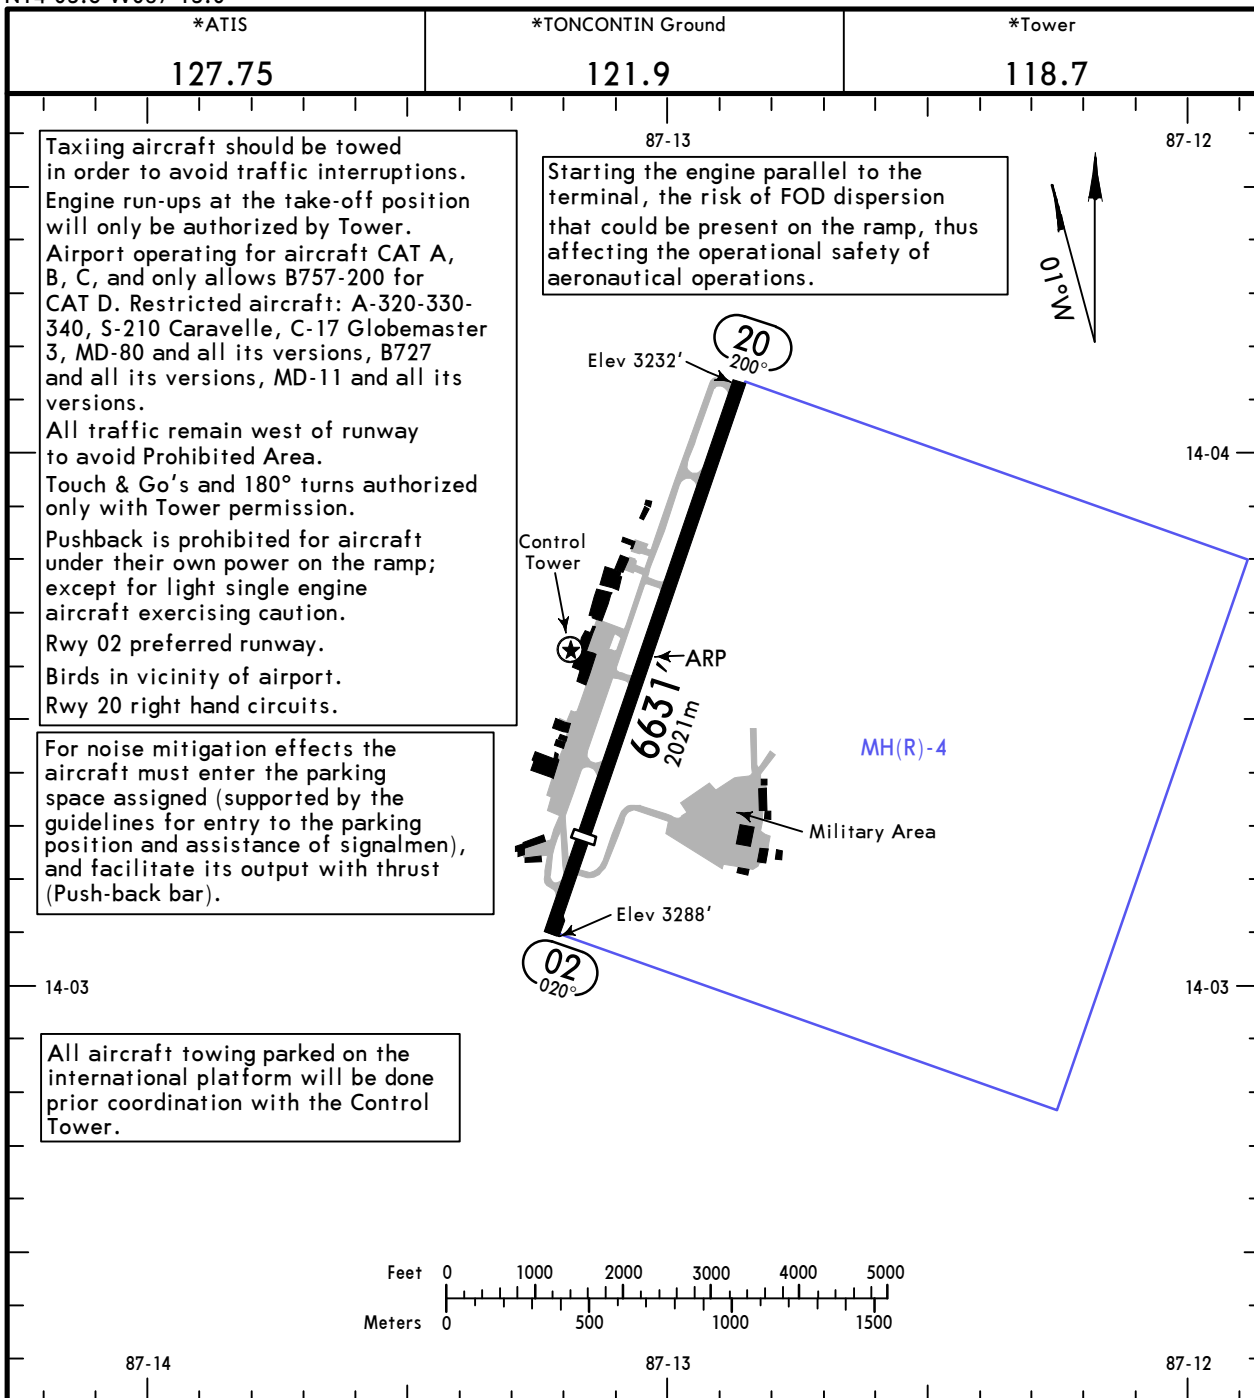 *ATIS
127.75
*TONCONTIN Ground
121.9
*Tower
118.7
87-13
87-12
Taxiing aircraft should be towed
in order to avoid traffic interruptions.
Engine run-ups at the take-off position
will only be authorized by Tower.
Airport operating for aircraft CAT A,
B, C, and only allows B757-200 for
CAT D. Restricted aircraft: A-320-330-
340, S-210 Caravelle, C-17 Globemaster
3, MD-80 and all its versions, B727
and all its versions, MD-11 and all its
versions.
All traffic remain west of runway
to avoid Prohibited Area.
Touch & Go's and 180° turns authorized
only with Tower permission.
Pushback is prohibited for aircraft
under their own power on the ramp;
except for light single engine
aircraft exercising caution.
Rwy 02 preferred runway.
Birds in vicinity of airport.
Rwy 20 right hand circuits.
Starting the engine parallel to the
terminal, the risk of FOD dispersion
that could be present on the ramp, thus
affecting the operational safety of
aeronautical operations.
01°W
20
200°
Elev 3232'
14-04
Control
Tower
ARP
6631'
2021m
MH(R)-4
Military Area
For noise mitigation effects the
aircraft must enter the parking
space assigned (supported by the
guidelines for entry to the parking
position and assistance of signalmen),
and facilitate its output with thrust
(Push-back bar).
Elev 3288'
02
020°
14-03
14-03
All aircraft towing parked on the
international platform will be done
prior coordination with the Control
Tower.
Feet 0 1000 2000 3000 4000 5000
Meters 0 500 1000 1500
87-14
87-13
87-12